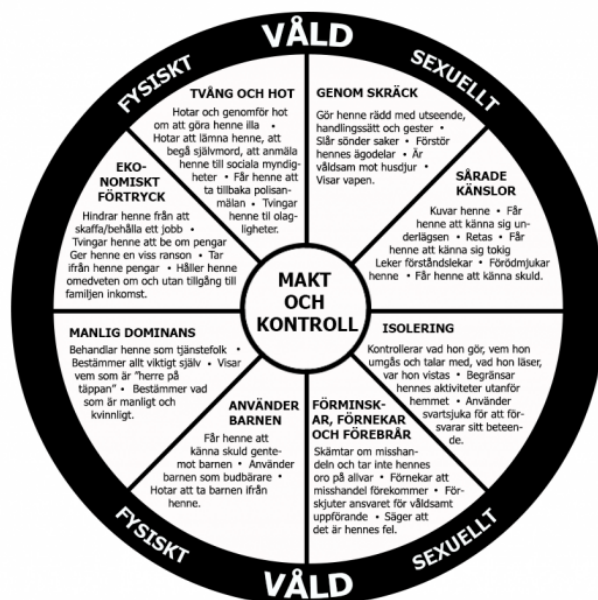 VÅLD
FYSISKT
SEXUELLT
TVÅNG OCH HOT
Hotar och genomför hot
om att göra henne illa •
Hotar att lämna henne, att
begå självmord, att anmäla
henne till sociala myndig-
heter • Får henne att
ta tillbaka polisan-
mälan • Tvingar
henne til olag-
ligheter.
GENOM SKRÄCK
Gör henne rädd med utseende,
handlingssätt och gester •
Slår sönder saker • Förstör
hennes ägodelar • Är
våldsam mot husdjur •
Visar vapen.
EKO-
NOMISKT
FÖRTRYCK
Hindrar henne från att
skaffa/behålla ett jobb •
Tvingar henne att be om pengar
Ger henne en viss ranson • Tar
ifrån henne pengar • Håller henne
omedveten om och utan tillgång till
familjen inkomst.
SÅRADE
KÄNSLOR
Kuvar henne • Får
henne att känna sig un-
derlägsen • Retas • Får
henne att känna sig tokig
Leker förståndslekar • Förödmjukar
henne • Får henne att känna skuld.
MAKT
OCH
KONTROLL
MANLIG DOMINANS
Behandlar henne som tjänstefolk •
Bestämmer allt viktigt själv • Visar
vem som är ”herre på
täppan” • Bestämmer vad
som är manligt och
kvinnligt.
ISOLERING
Kontrollerar vad hon gör, vem hon
umgås och talar med, vad hon läser,
var hon vistas • Begränsar
hennes aktiviteter utanför
hemmet • Använder
svartsjuka för att för-
svarar sitt beteen-
de.
ANVÄNDER
BARNEN
Får henne att
känna skuld gente-
mot barnen • Använder
barnen som budbärare •
Hotar att ta barnen ifrån
henne.
FÖRMINSK-
AR, FÖRNEKAR
OCH FÖREBRÅR
Skämtar om misshan-
deln och tar inte hennes
oro på allvar • Förnekar att
misshandel förekommer • För-
skjuter ansvaret för våldsamt
uppförande • Säger att
det är hennes fel.
FYSISKT
SEXUELLT
VÅLD